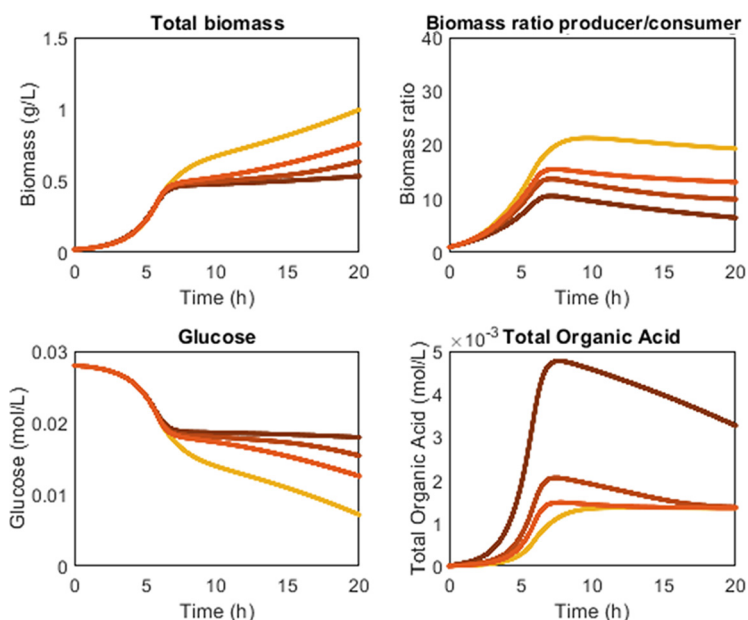 Total biomass
1.5
1
0.5
0
Biomass (g/L)
0 5 10 15 20
Time (h)
Biomass ratio producer/consumer
40
30
20
10
0
Biomass ratio
0 5 10 15 20
Time (h)
Glucose
0.03
0.02
0.01
0
Glucose (mol/L)
0 5 10 15 20
Time (h)
×10⁻³ Total Organic Acid
5
4
3
2
1
0
Total Organic Acid (mol/L)
0 5 10 15 20
Time (h)